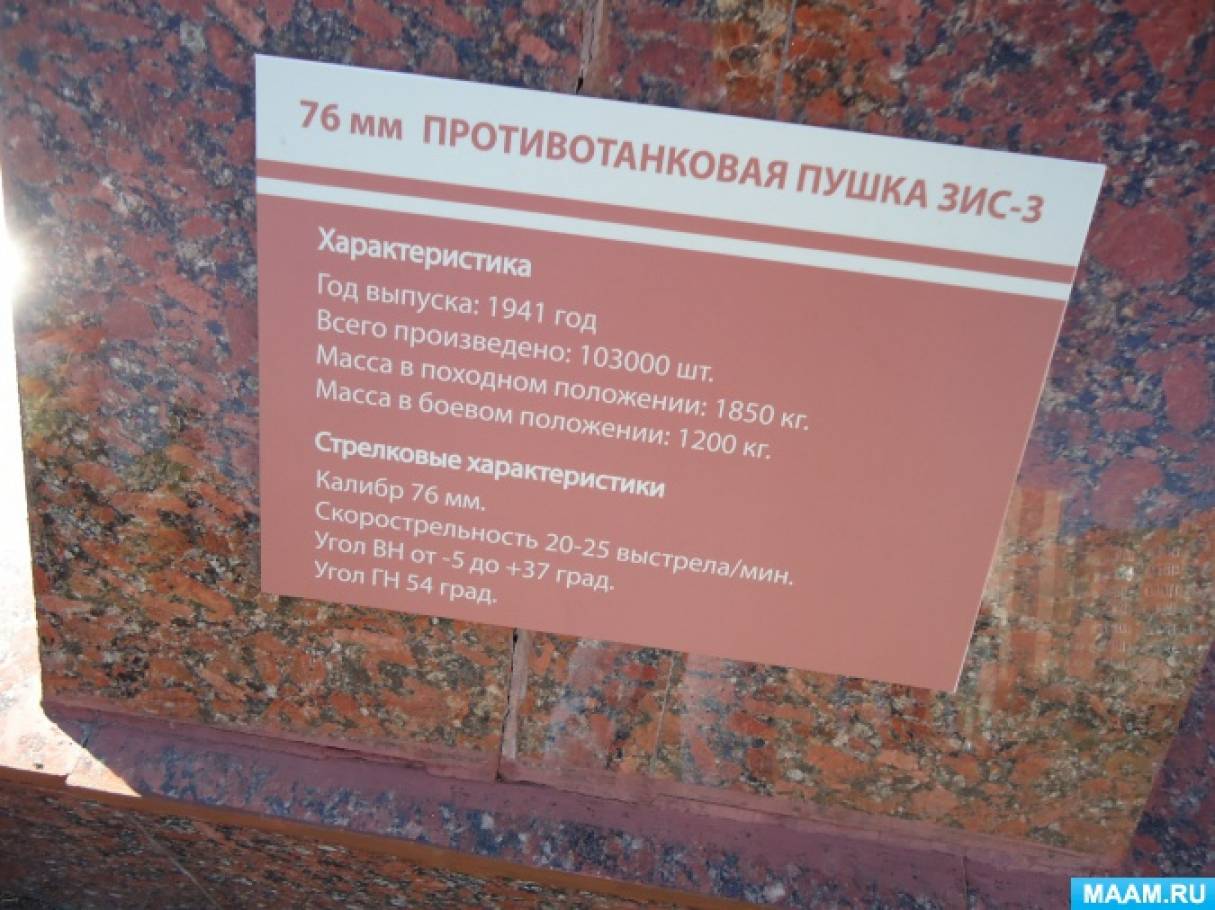 76 мм ПРОТИВОТАНКОВАЯ ПУШКА ЗИС-3
Характеристика
Год выпуска: 1941 год
Всего произведено: 103000 шт.
Масса в походном положении: 1850 кг.
Масса в боевом положении: 1200 кг.
Стрелковые характеристики
Калибр 76 мм.
Скорострельность 20-25 выстрела/мин.
Угол ВН от -5 до +37 град.
Угол ГН 54 град.
MAAM.RU